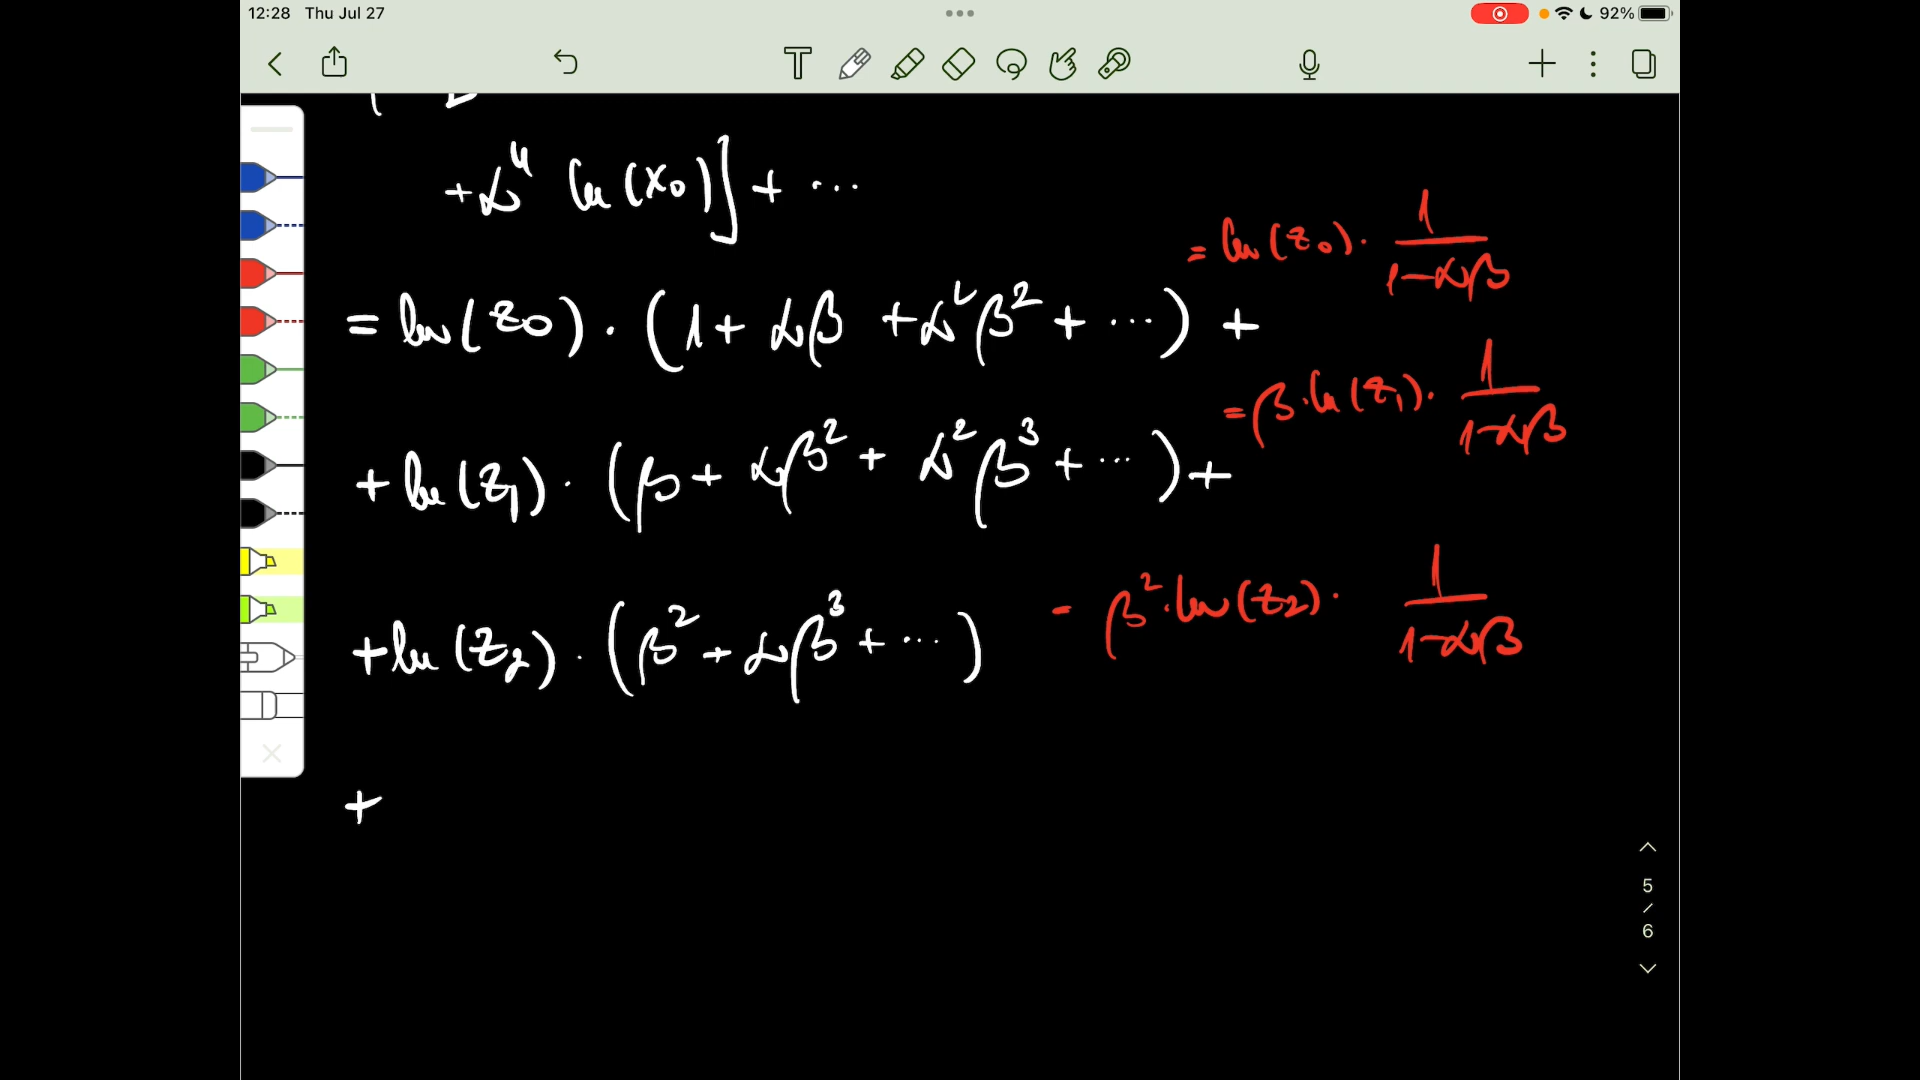 12:28 Thu Jul 27
92%
+α⁴ ln(x₀)] + ...
= ln(z₀) · 1/(1-αβ)
= ln(z₀) · (1 + αβ + α²β² + ...) +
= β · ln(z₁) · 1/(1-αβ)
+ ln(z₁) · (β + αβ² + α²β³ + ...) +
= β² · ln(z₂) · 1/(1-αβ)
+ ln(z₂) · (β² + αβ³ + ...)
+
5
/
6